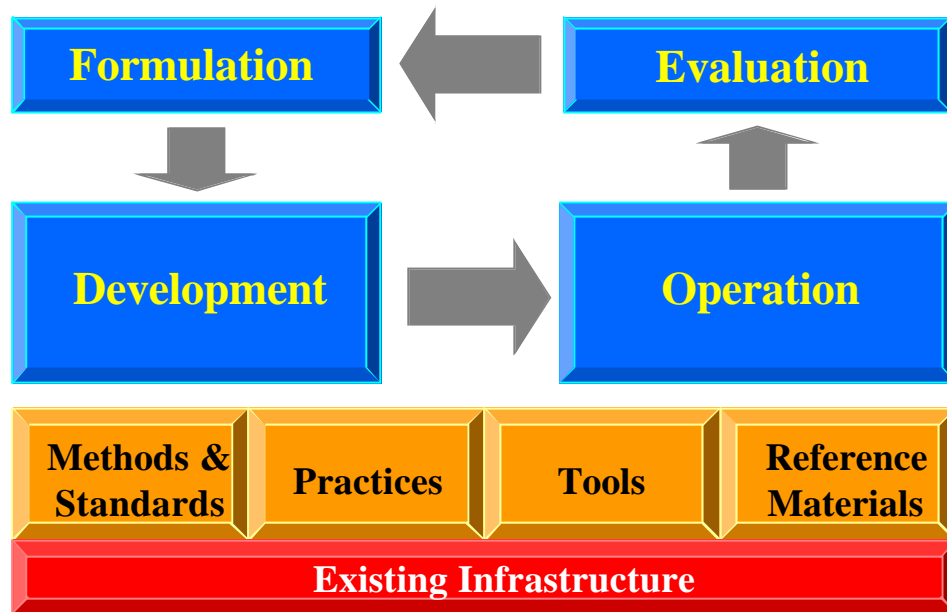 Formulation
Evaluation
Development
Operation
Methods &
Standards
Practices
Tools
Reference
Materials
Existing Infrastructure